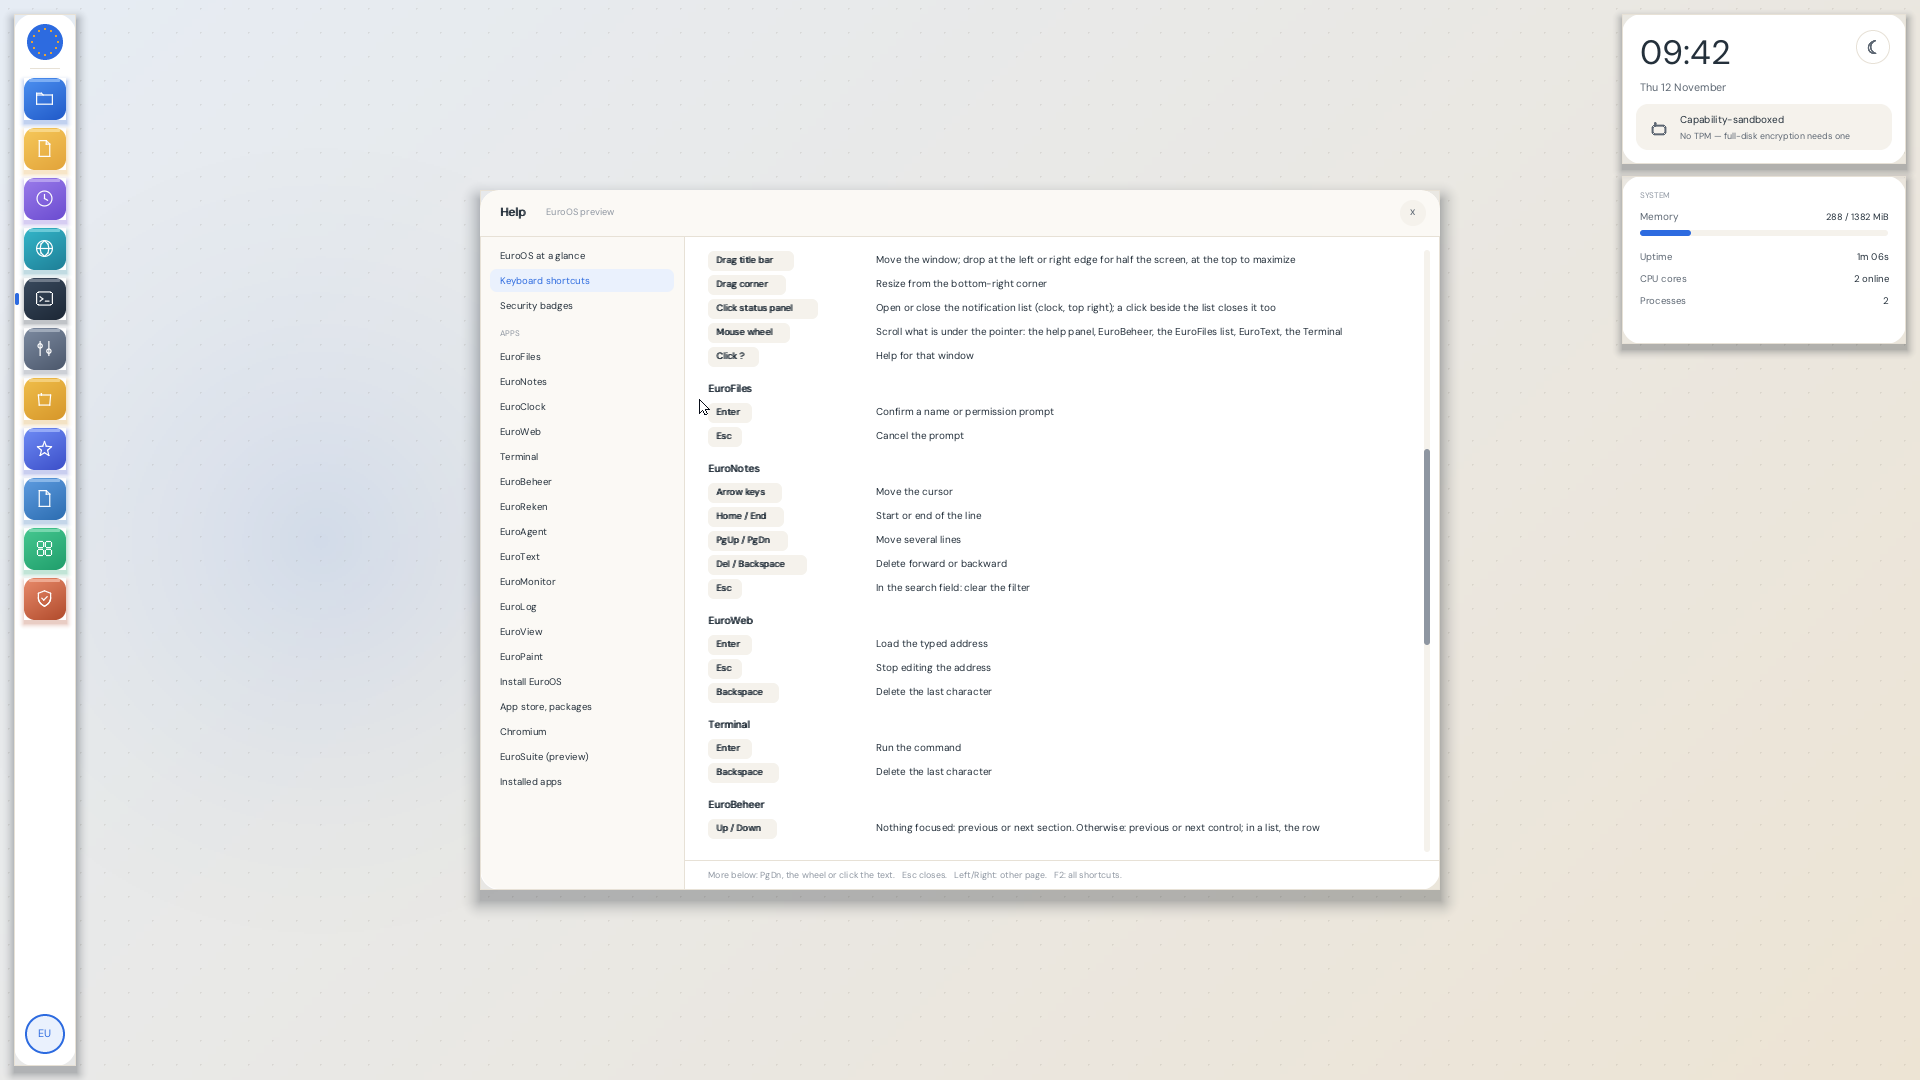 09:42
Thu 12 November
Capability-sandboxed
No TPM — full-disk encryption needs one
SYSTEM
Memory 288 / 1382 MiB
Uptime 1m 06s
CPU cores 2 online
Processes 2
Help EuroOS preview x
EuroOS at a glance
Keyboard shortcuts
Security badges
APPS
EuroFiles
EuroNotes
EuroClock
EuroWeb
Terminal
EuroBeheer
EuroReken
EuroAgent
EuroText
EuroMonitor
EuroLog
EuroView
EuroPaint
Install EuroOS
App store, packages
Chromium
EuroSuite (preview)
Installed apps
Drag title bar Move the window; drop at the left or right edge for half the screen, at the top to maximize
Drag corner Resize from the bottom-right corner
Click status panel Open or close the notification list (clock, top right); a click beside the list closes it too
Mouse wheel Scroll what is under the pointer: the help panel, EuroBeheer, the EuroFiles list, EuroText, the Terminal
Click ? Help for that window
EuroFiles
Enter Confirm a name or permission prompt
Esc Cancel the prompt
EuroNotes
Arrow keys Move the cursor
Home / End Start or end of the line
PgUp / PgDn Move several lines
Del / Backspace Delete forward or backward
Esc In the search field: clear the filter
EuroWeb
Enter Load the typed address
Esc Stop editing the address
Backspace Delete the last character
Terminal
Enter Run the command
Backspace Delete the last character
EuroBeheer
Up / Down Nothing focused: previous or next section. Otherwise: previous or next control; in a list, the row
More below: PgDn, the wheel or click the text. Esc closes. Left/Right: other page. F2: all shortcuts.
EU